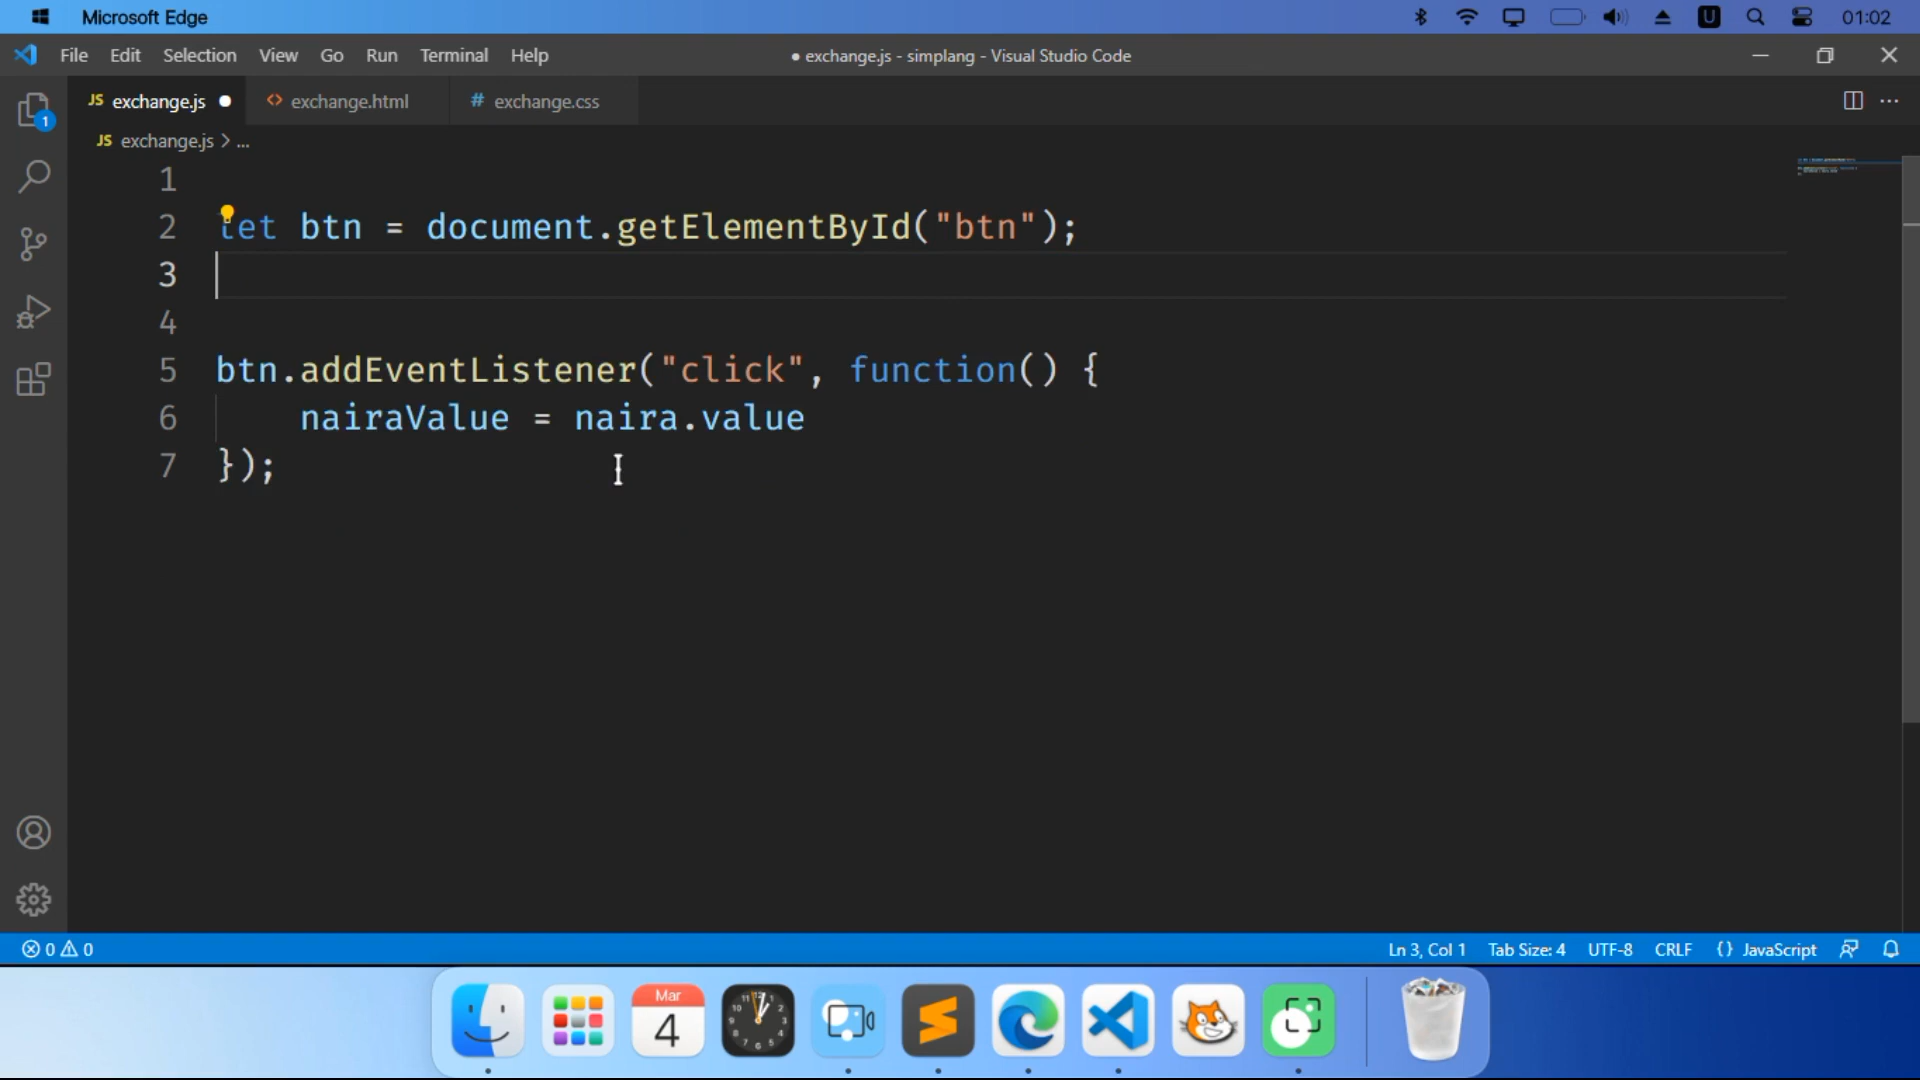 Microsoft Edge
U
01:02
File Edit Selection View Go Run Terminal Help
● exchange.js - simplang - Visual Studio Code
JS exchange.js ● <> exchange.html # exchange.css
1
JS exchange.js > ...
1
2 let btn = document.getElementById("btn");
3
4
5 btn.addEventListener("click", function() {
6 nairaValue = naira.value
7 });
0 0
Ln 3, Col 1 Tab Size: 4 UTF-8 CRLF {} JavaScript
Mar
4